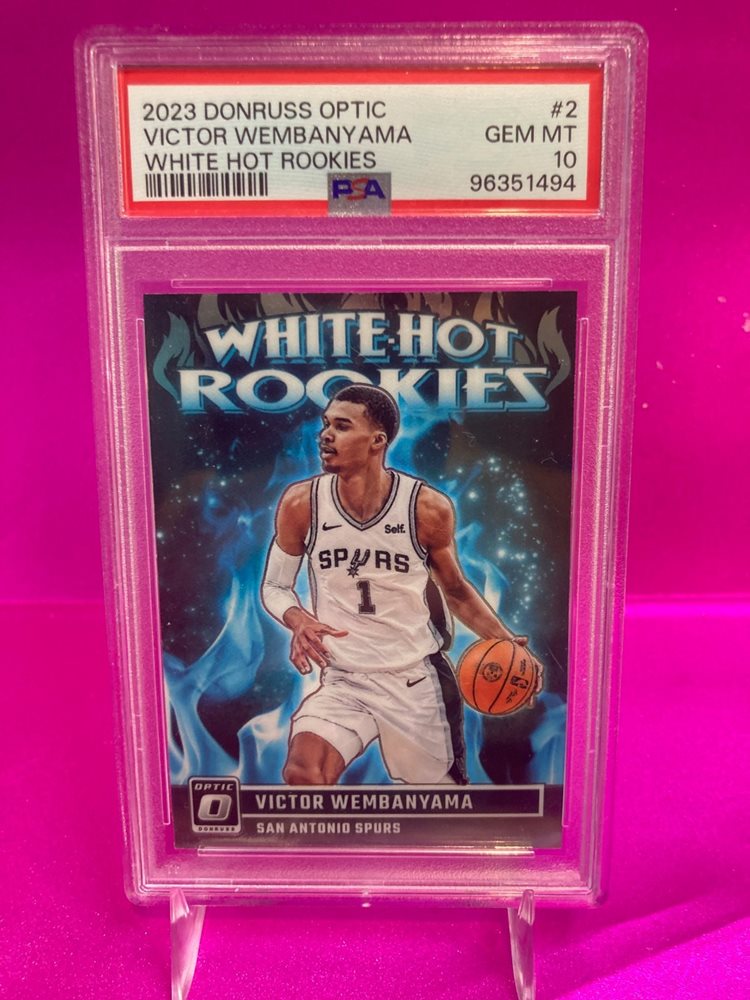 2023 DONRUSS OPTIC #2
VICTOR WEMBANYAMA GEM MT
WHITE HOT ROOKIES 10
PSA 96351494
WHITE-HOT
ROOKIES
Self.
SPURS
1
OPTIC
DONRUSS
VICTOR WEMBANYAMA
SAN ANTONIO SPURS